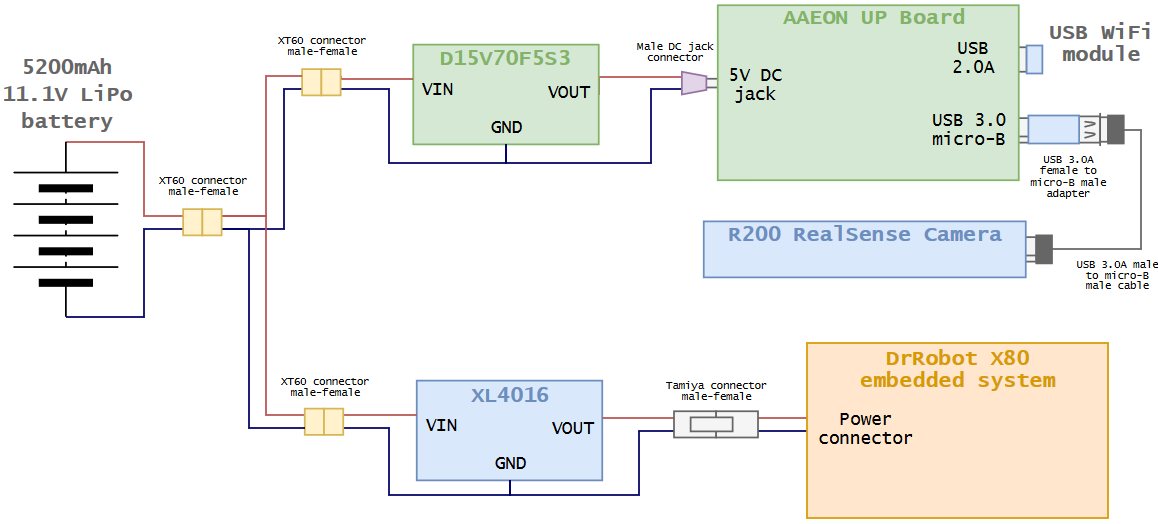 5200mAh
11.1V LiPo
battery
XT60 connector
male-female
XT60 connector
male-female
D15V70F5S3
VIN
VOUT
GND
Male DC jack
connector
AAEON UP Board
5V DC
jack
USB
2.0A
USB 3.0
micro-B
USB WiFi
module
USB 3.0A
female to
micro-B male
adapter
R200 RealSense Camera
USB 3.0A male
to micro-B
male cable
XT60 connector
male-female
XL4016
VIN
VOUT
GND
Tamiya connector
male-female
DrRobot X80
embedded system
Power
connector